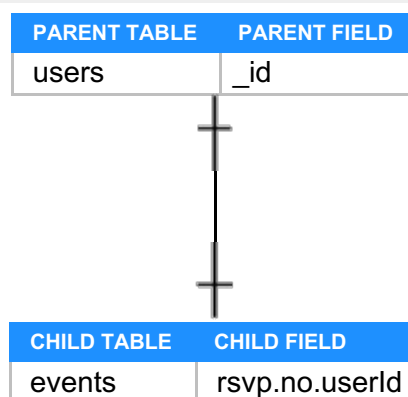 PARENT TABLE PARENT FIELD
users _id
CHILD TABLE CHILD FIELD
events rsvp.no.userId